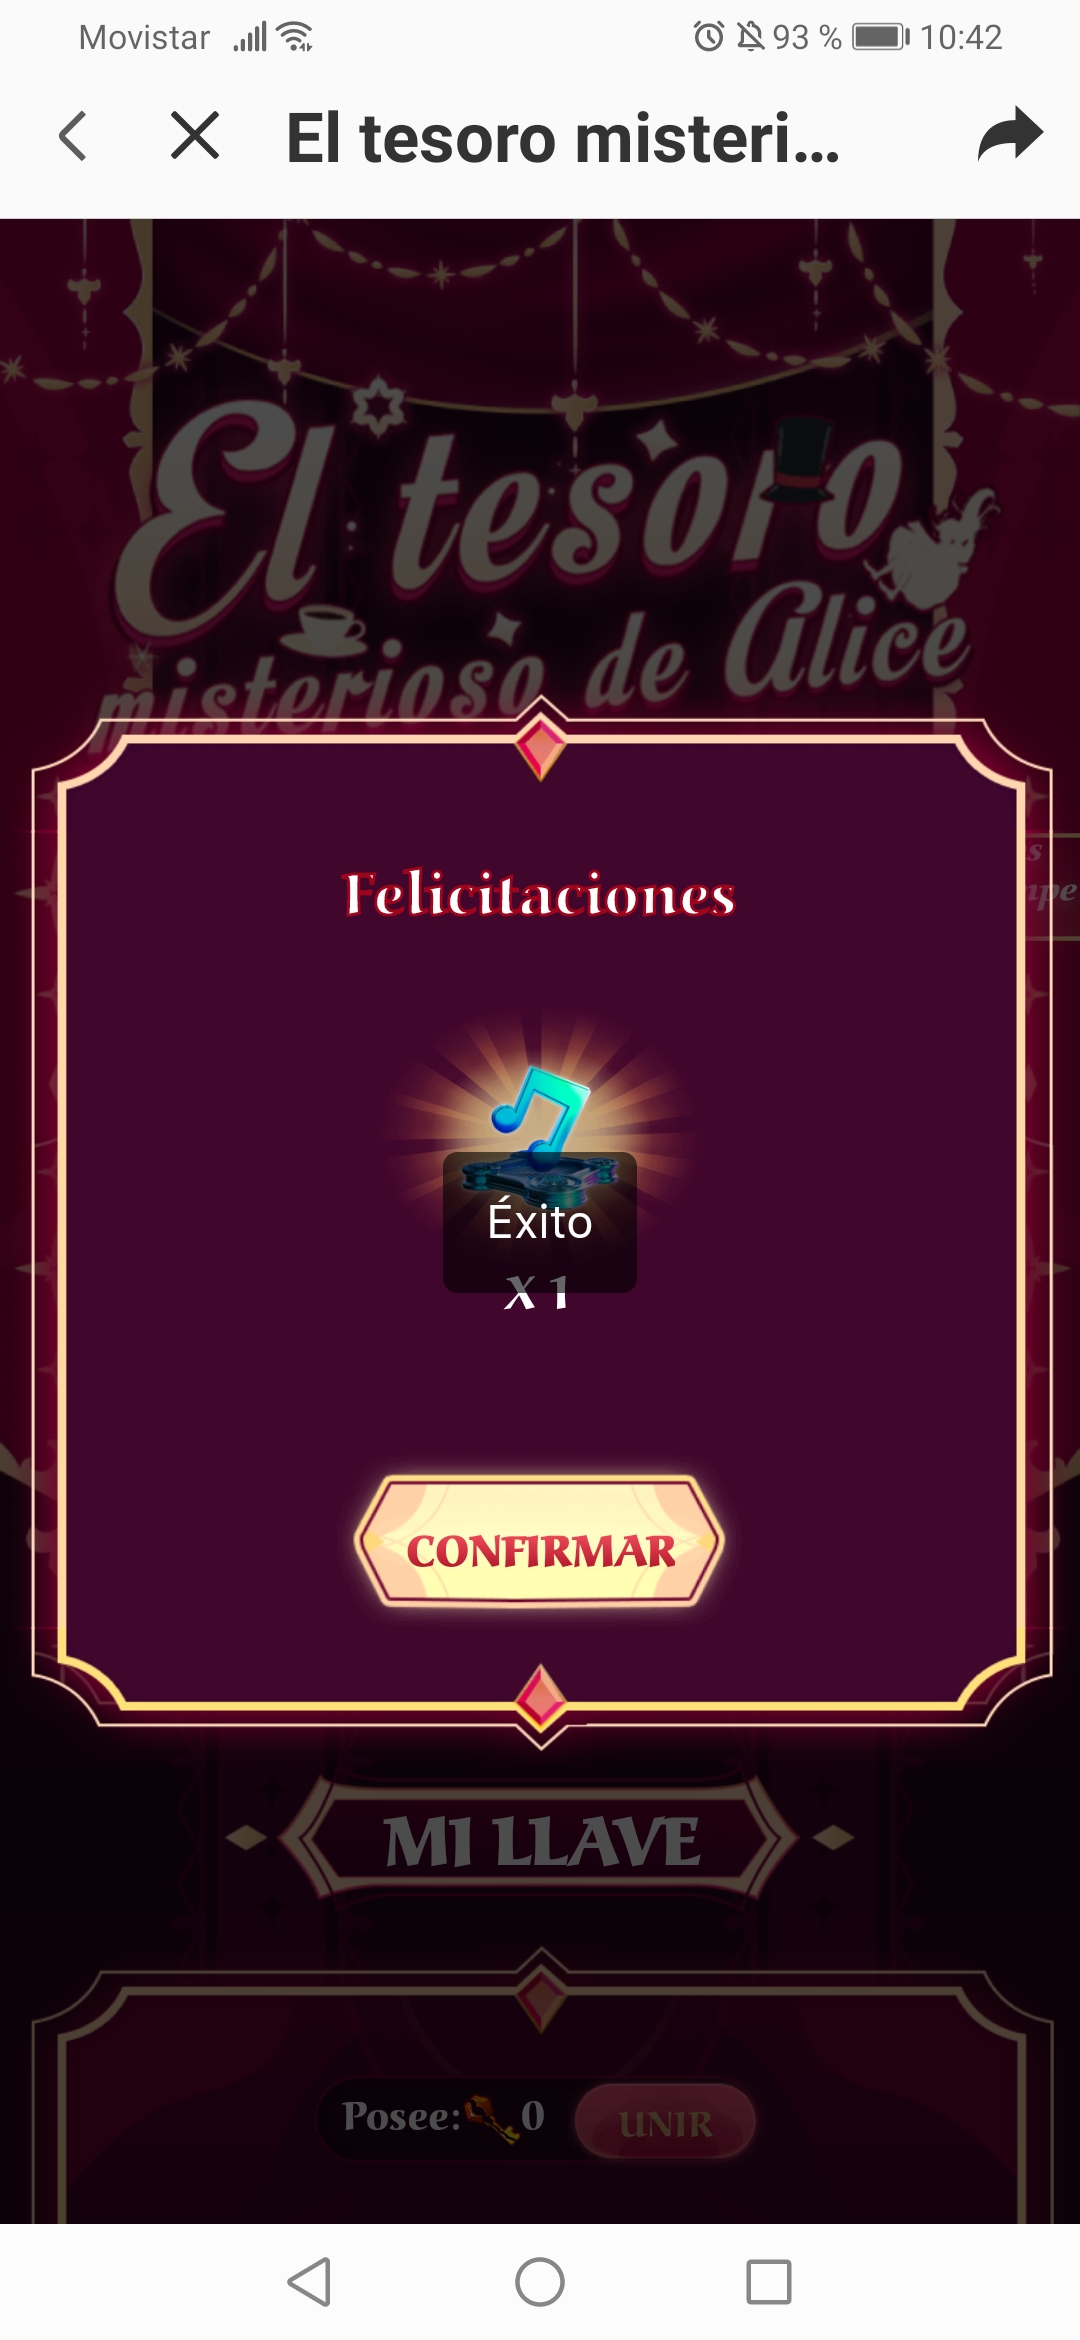 Movistar 93 % 10:42
El tesoro misteri...
El tesoro
misterioso de Alice
s
npe
Felicitaciones
Éxito
X 1
CONFIRMAR
MI LLAVE
Posee: 0 UNIR